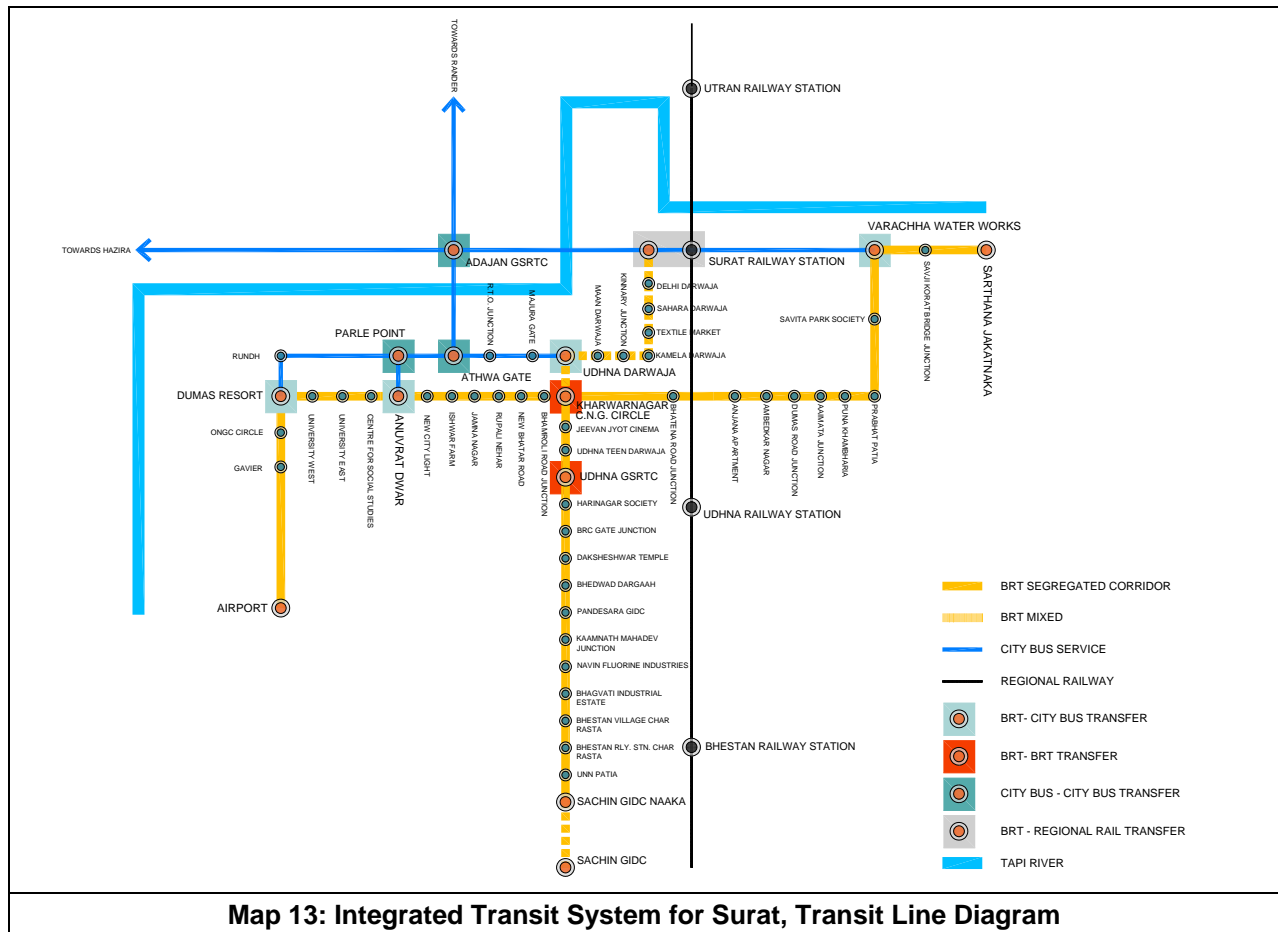 TOWARDS RANDER
UTRAN RAILWAY STATION
VARACHHA WATER WORKS
TOWARDS HAZIRA
ADAJAN GSRTC
SURAT RAILWAY STATION
SAVJI KORAT BRIDGE JUNCTION
SARTHANA JAKATNAKA
R.T.O. JUNCTION
MAJURA GATE
MAAN DARWAJA
KINNARY JUNCTION
DELHI DARWAJA
SAHARA DARWAJA
TEXTILE MARKET
KAMELA DARWAJA
SAVITA PARK SOCIETY
PARLE POINT
RUNDH
ATHWA GATE
UDHNA DARWAJA
DUMAS RESORT
KHARWARNAGAR
C.N.G. CIRCLE
UNIVERSITY WEST
UNIVERSITY EAST
CENTRE FOR SOCIAL STUDIES
ANUVRAT DWAR
NEW CITY LIGHT
ISHWAR FARM
JAMNA NAGAR
RUPALI NEHAR
NEW BHATAR ROAD
BHAMROLI ROAD JUNCTION
BHATENA ROAD JUNCTION
ANJANA APARTMENT
AMBEDKAR NAGAR
DUMAS ROAD JUNCTION
AAIMATA JUNCTION
PUNA KHAMBHARIA
PRABHAT PATIA
ONGC CIRCLE
GAVIER
AIRPORT
JEEVAN JYOT CINEMA
UDHNA TEEN DARWAJA
UDHNA GSRTC
HARINAGAR SOCIETY
UDHNA RAILWAY STATION
BRC GATE JUNCTION
DAKSHESHWAR TEMPLE
BHEDWAD DARGAAH
PANDESARA GIDC
KAAMNATH MAHADEV
JUNCTION
NAVIN FLUORINE INDUSTRIES
BHAGVATI INDUSTRIAL
ESTATE
BHESTAN VILLAGE CHAR
RASTA
BHESTAN RLY. STN. CHAR
RASTA
BHESTAN RAILWAY STATION
UNN PATIA
SACHIN GIDC NAAKA
SACHIN GIDC
BRT SEGREGATED CORRIDOR
BRT MIXED
CITY BUS SERVICE
REGIONAL RAILWAY
BRT- CITY BUS TRANSFER
BRT- BRT TRANSFER
CITY BUS - CITY BUS TRANSFER
BRT - REGIONAL RAIL TRANSFER
TAPI RIVER
Map 13: Integrated Transit System for Surat, Transit Line Diagram